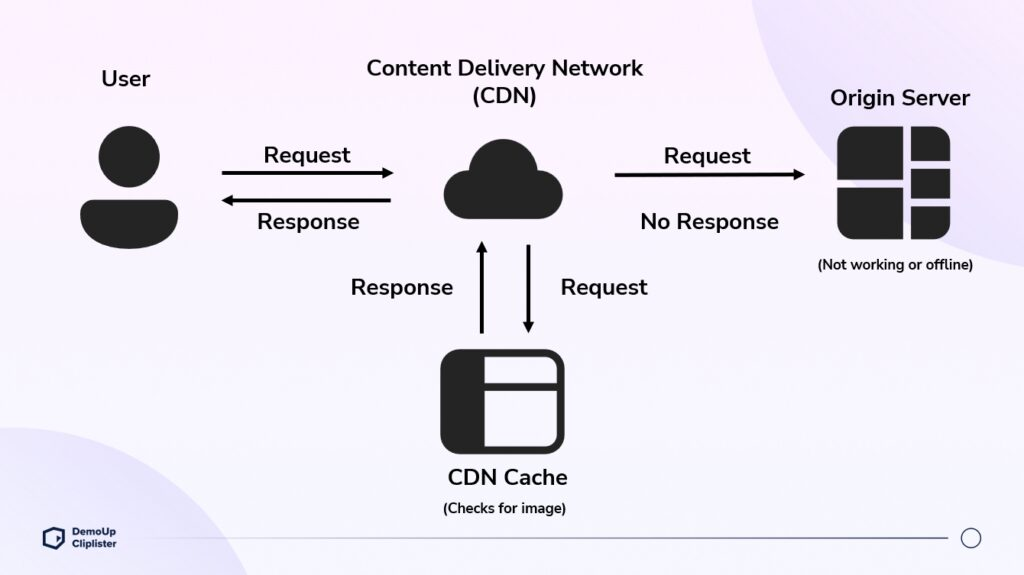 User
Content Delivery Network
(CDN)
Origin Server
Request
Response
Request
No Response
(Not working or offline)
Response
Request
CDN Cache
(Checks for image)
DemoUp
Cliplister